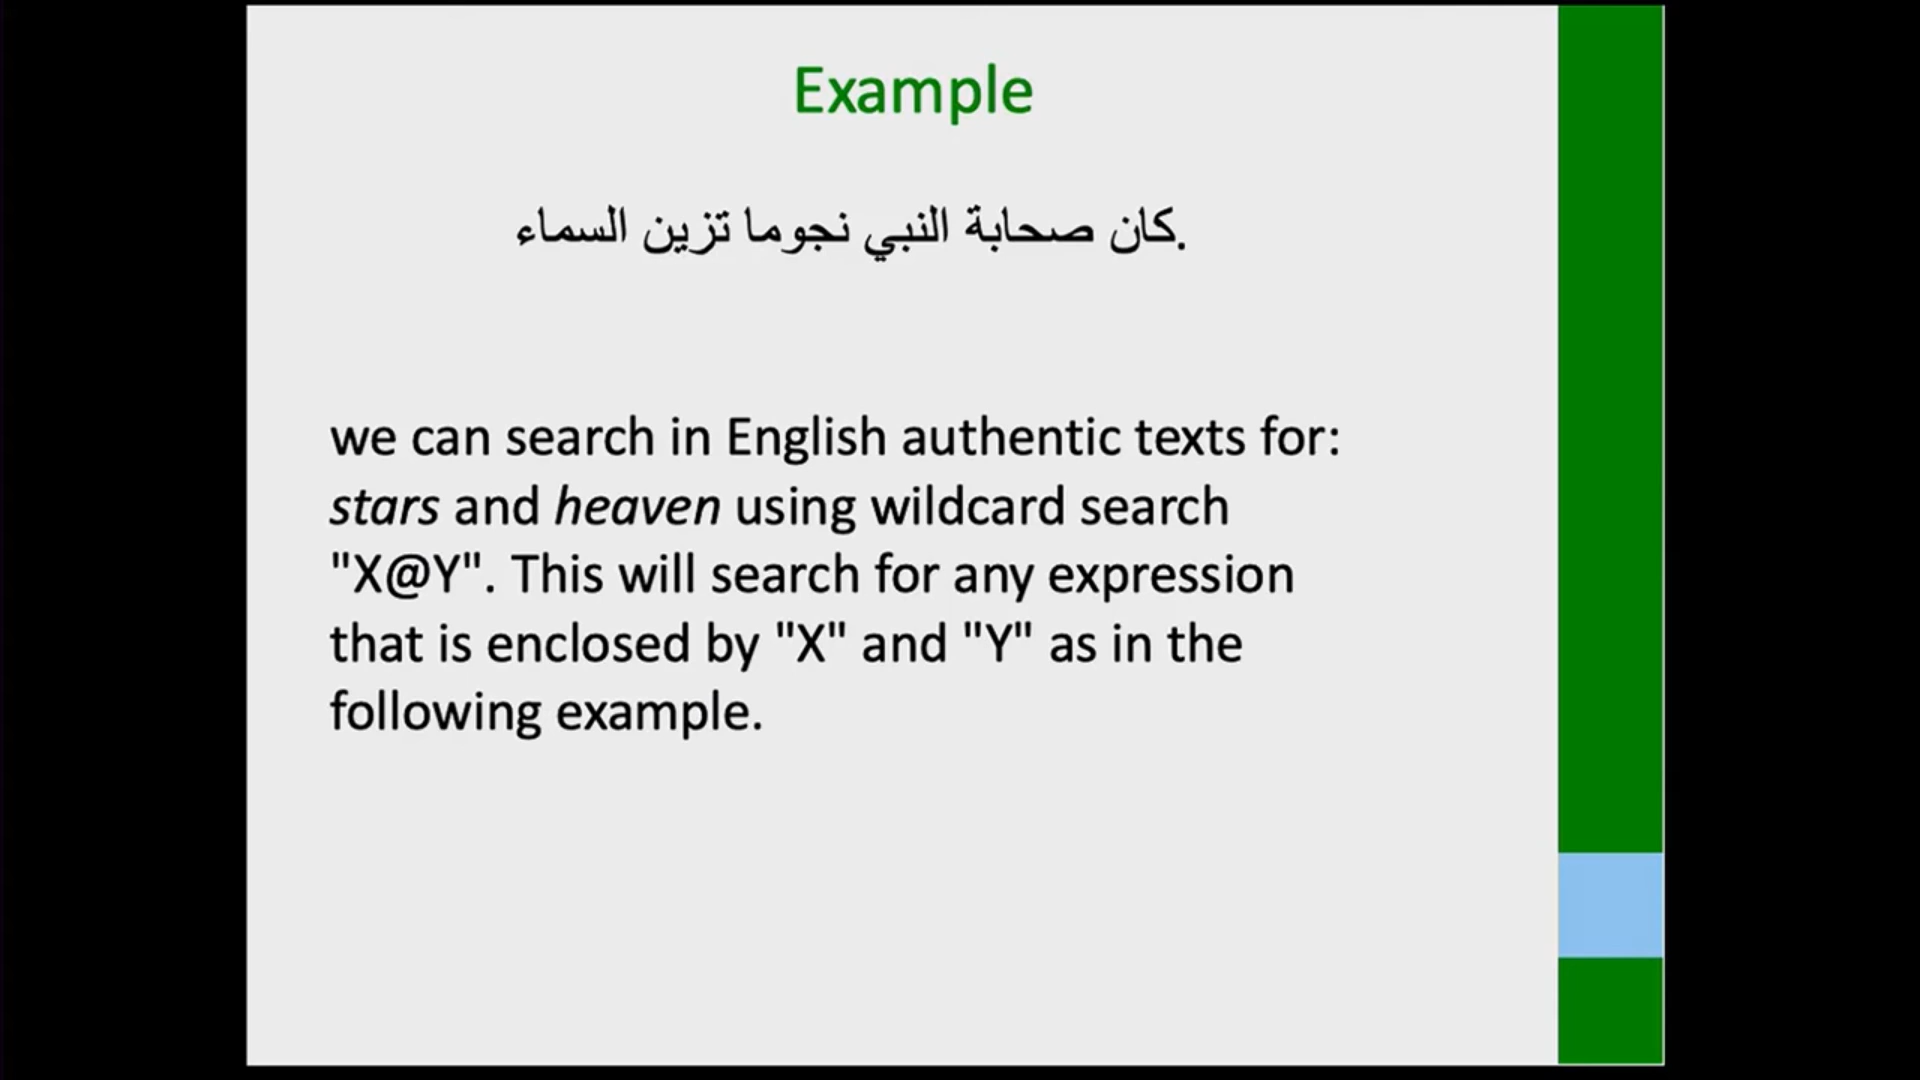 Example
كان صحابة النبي نجوما تزين السماء.
we can search in English authentic texts for:
stars and heaven using wildcard search
"X@Y". This will search for any expression
that is enclosed by "X" and "Y" as in the
following example.